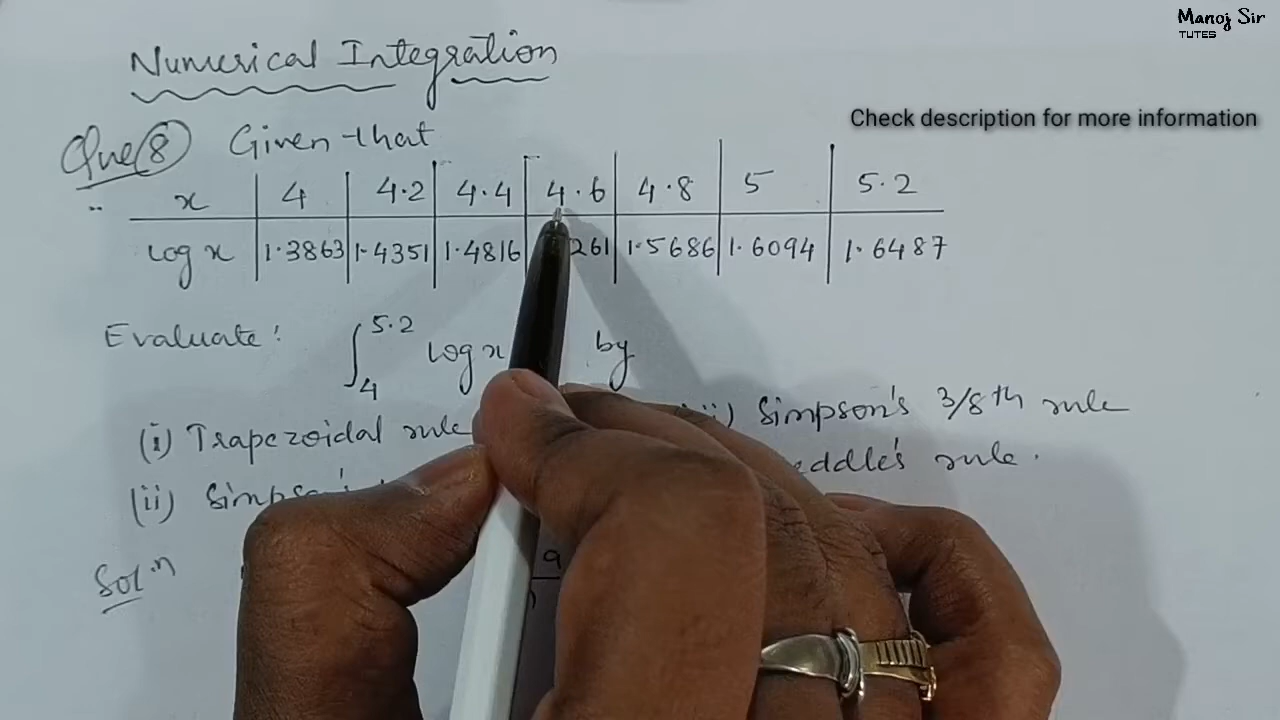 Manoj Sir
TUTES
Numerical Integration
Check description for more information
Que (8) Given that
x 4 4.2 4.4 4.6 4.8 5 5.2
log x 1.3863 1.4351 1.4816 261 1.5686 1.6094 1.6487
Evaluate: ∫₄^5.2 log x by
(i) Trapezoidal rule Simpson's 3/8th rule
(ii) rule.
Solⁿ